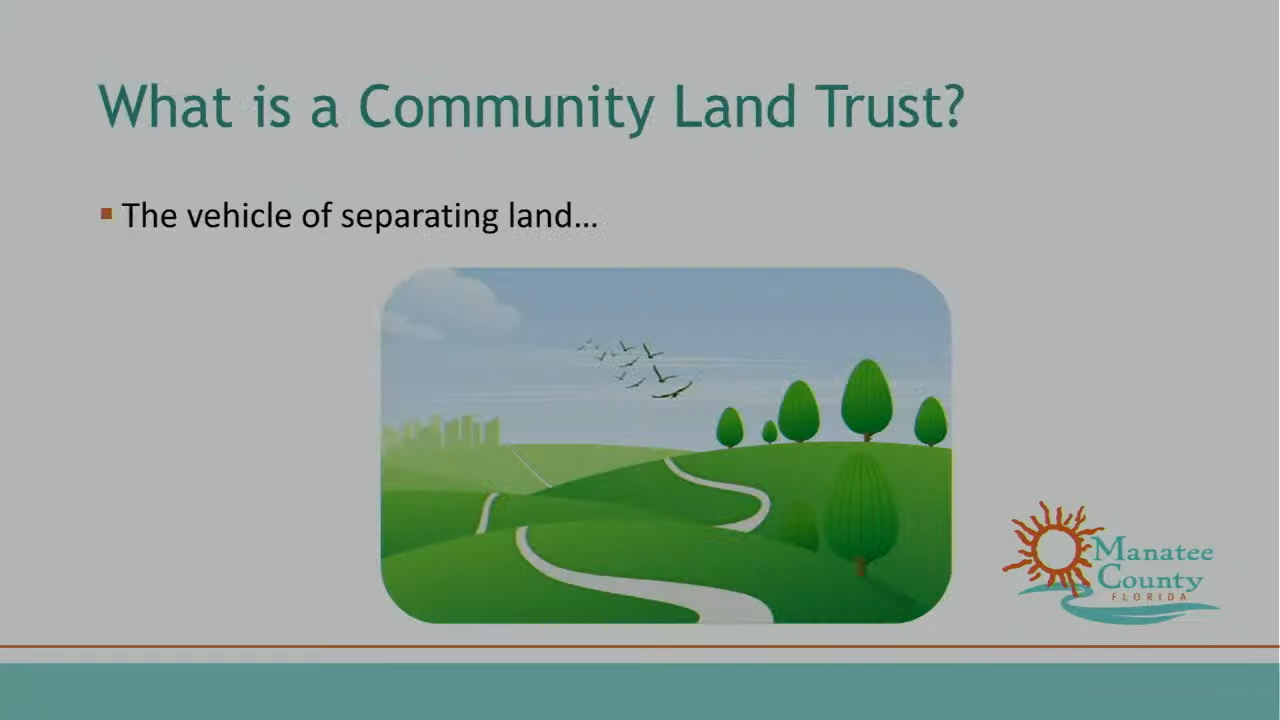 What is a Community Land Trust?
The vehicle of separating land…
Manatee
County
FLORIDA